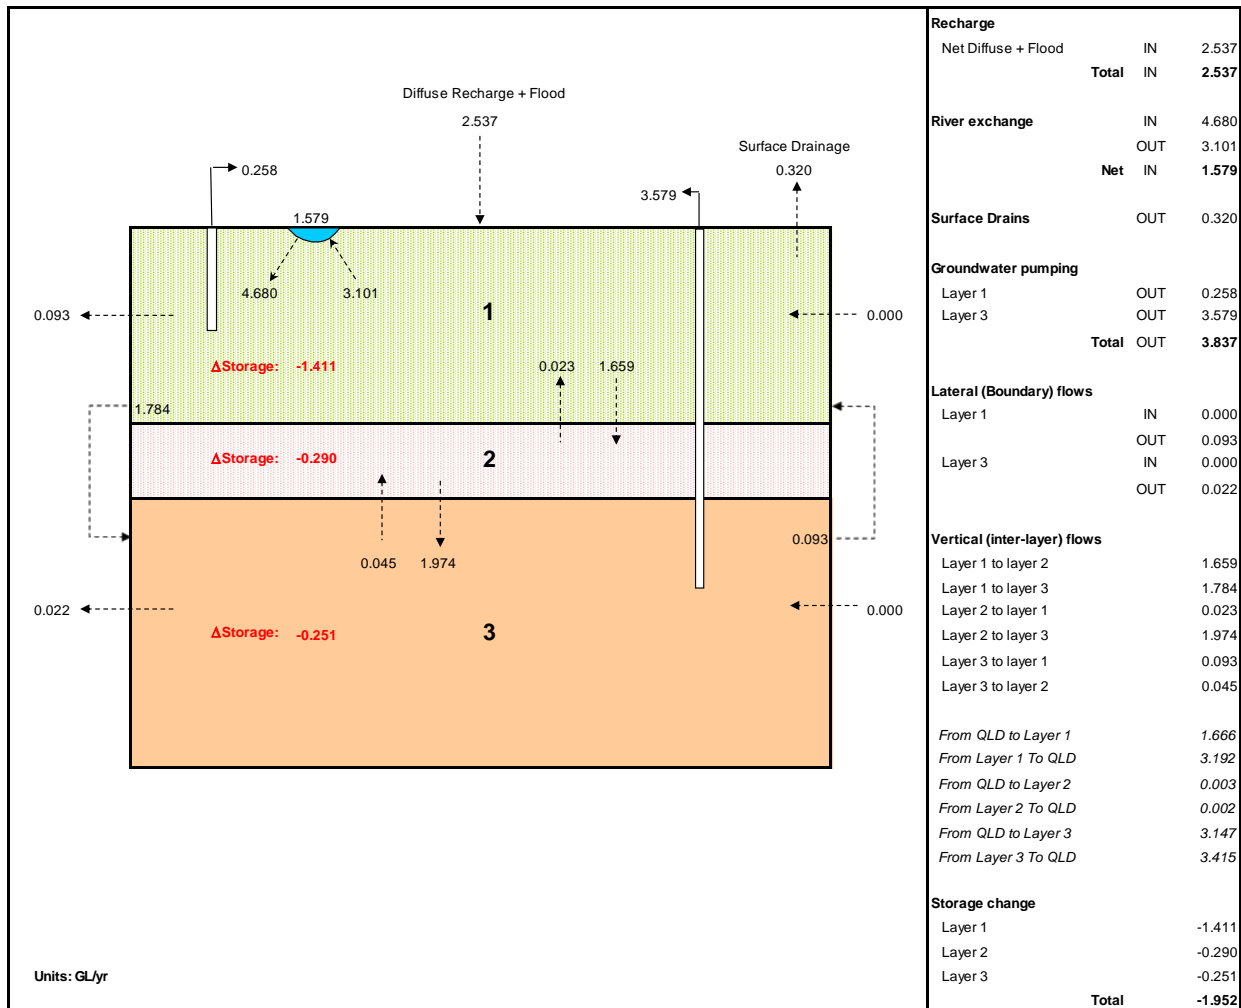 Diffuse Recharge + Flood
2.537
Surface Drainage
0.320
0.258
3.579
1.579
4.680 3.101
0.093
1
0.000
ΔStorage: -1.411
0.023 1.659
1.784
ΔStorage: -0.290
2
0.093
0.045 1.974
0.022
0.000
ΔStorage: -0.251
3
Units: GL/yr
Recharge
Net Diffuse + Flood IN 2.537
Total IN 2.537
River exchange IN 4.680
OUT 3.101
Net IN 1.579
Surface Drains OUT 0.320
Groundwater pumping
Layer 1 OUT 0.258
Layer 3 OUT 3.579
Total OUT 3.837
Lateral (Boundary) flows
Layer 1 IN 0.000
OUT 0.093
Layer 3 IN 0.000
OUT 0.022
Vertical (inter-layer) flows
Layer 1 to layer 2 1.659
Layer 1 to layer 3 1.784
Layer 2 to layer 1 0.023
Layer 2 to layer 3 1.974
Layer 3 to layer 1 0.093
Layer 3 to layer 2 0.045
From QLD to Layer 1 1.666
From Layer 1 To QLD 3.192
From QLD to Layer 2 0.003
From Layer 2 To QLD 0.002
From QLD to Layer 3 3.147
From Layer 3 To QLD 3.415
Storage change
Layer 1 -1.411
Layer 2 -0.290
Layer 3 -0.251
Total -1.952